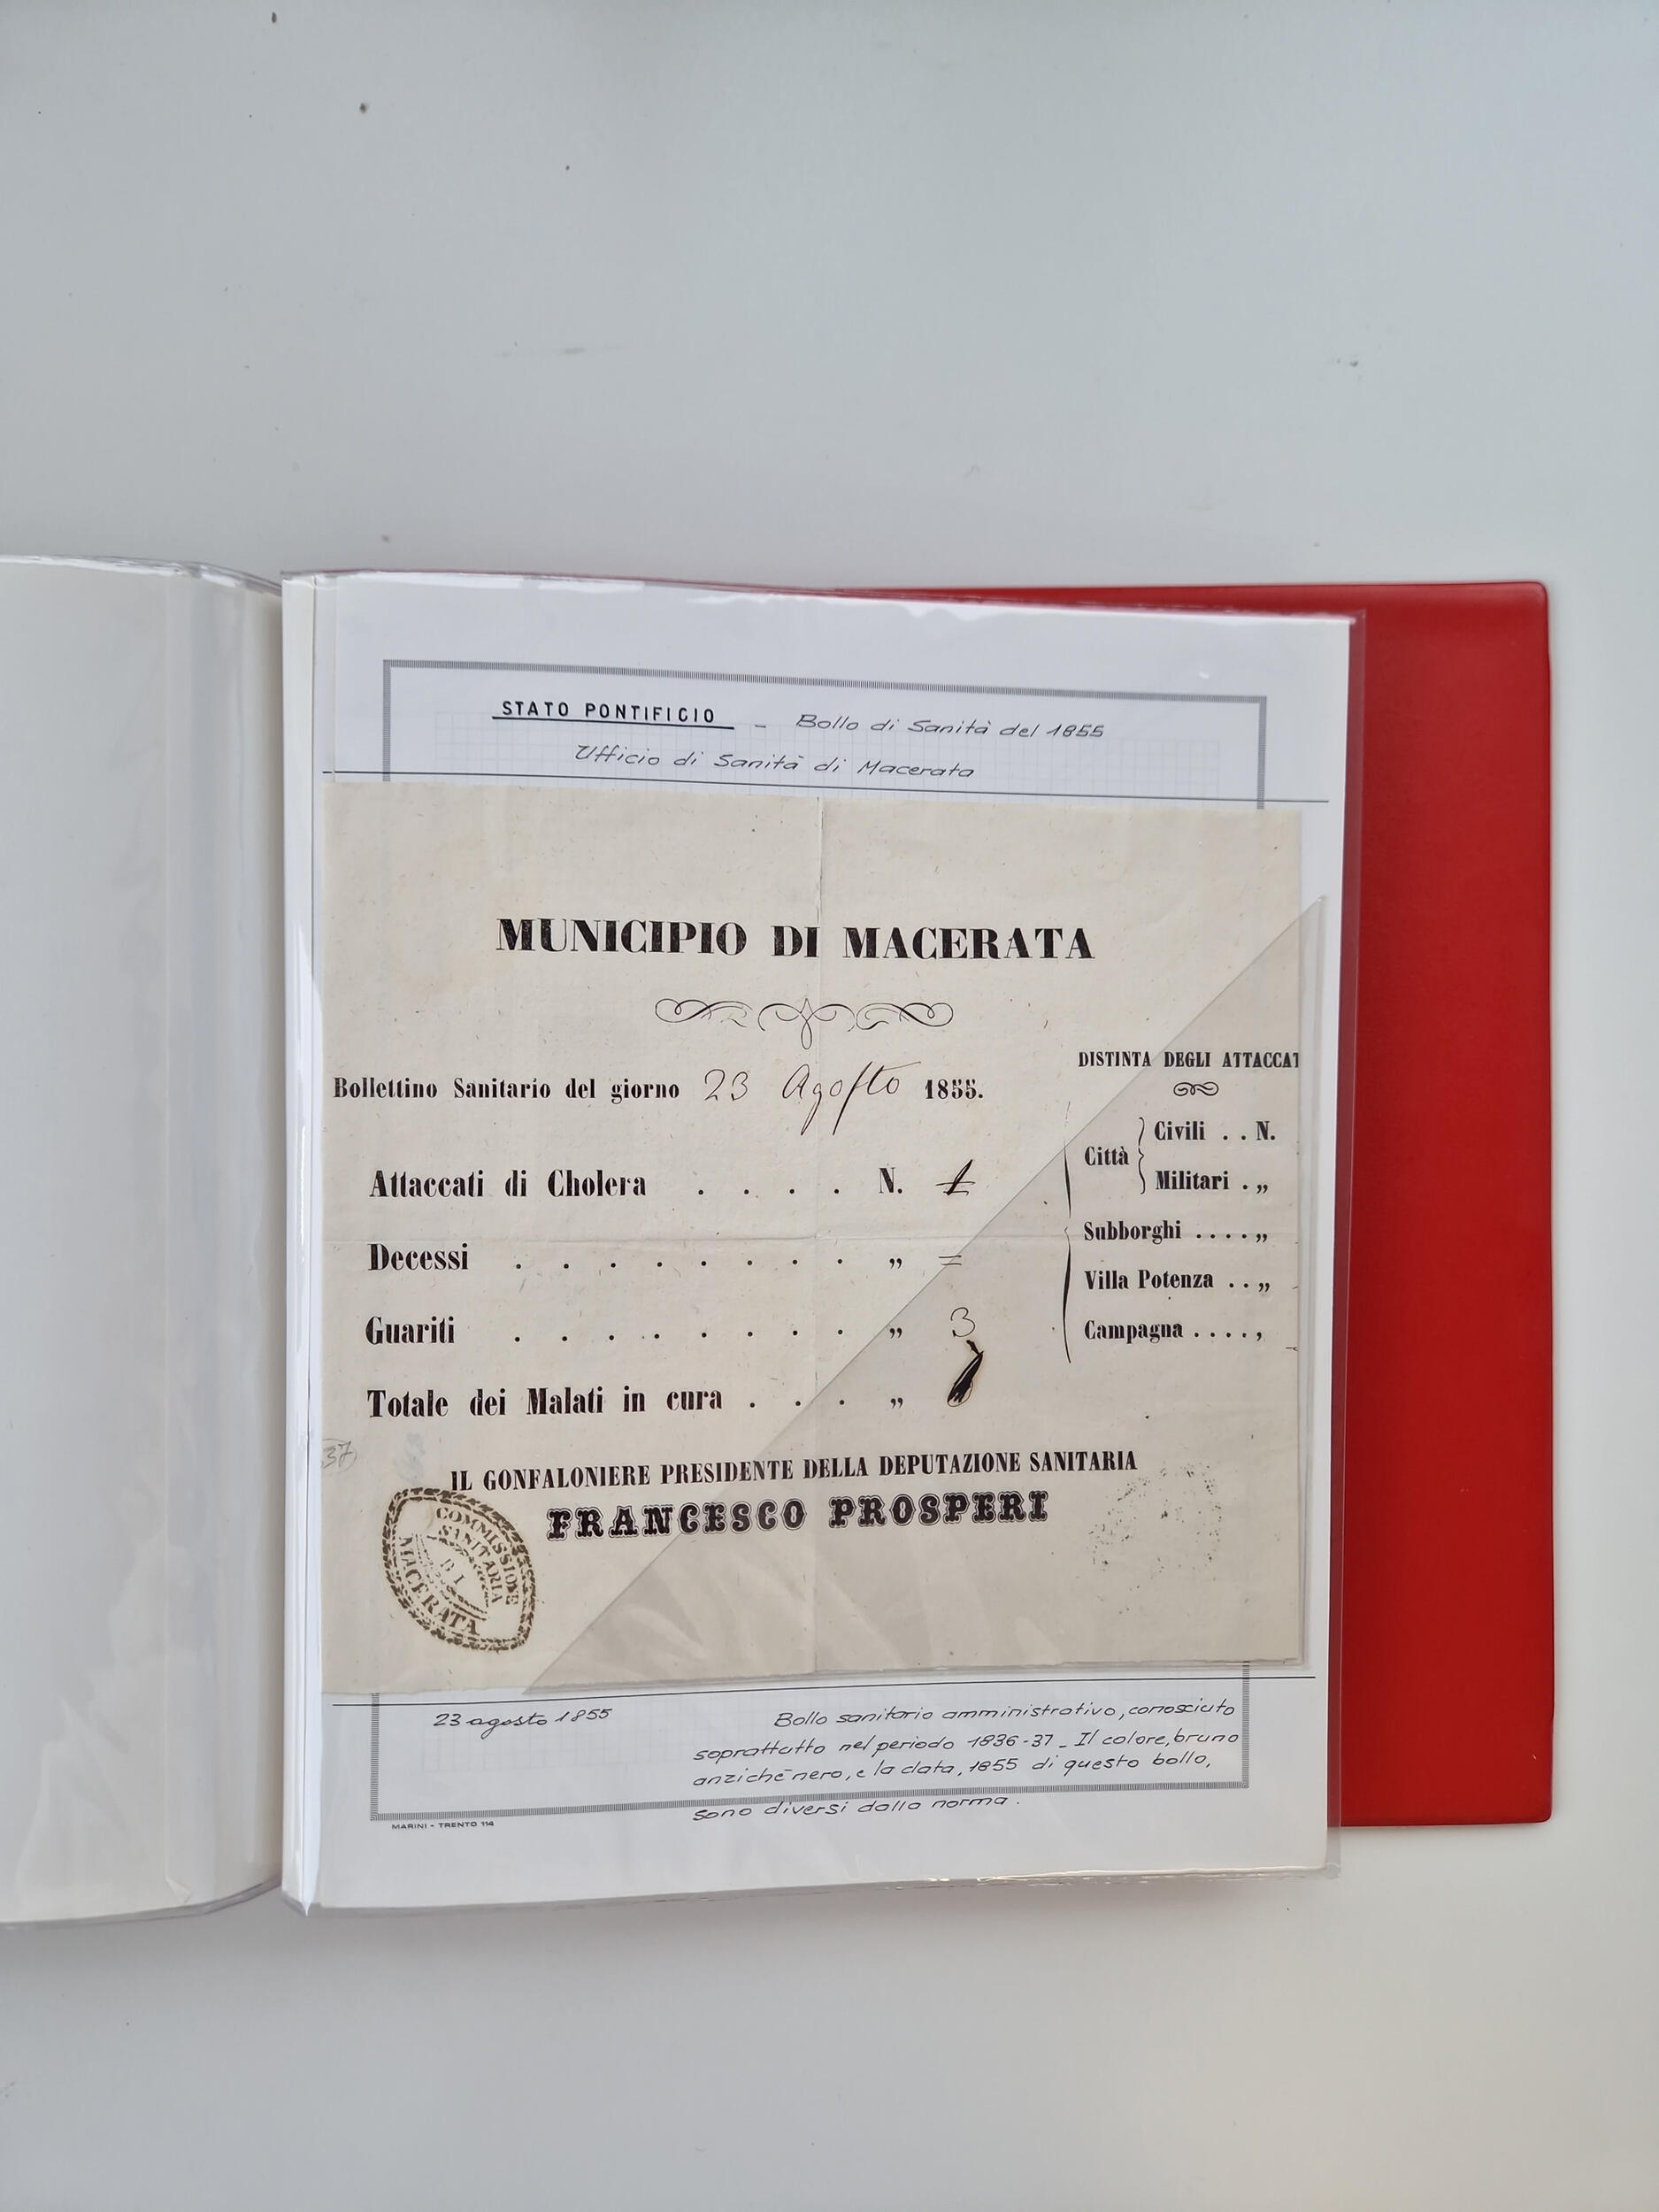 STATO PONTIFICIO - Bollo di Sanità del 1855
Ufficio di Sanità di Macerata
MUNICIPIO DI MACERATA
Bollettino Sanitario del giorno 23 Agosto 1855.
Attaccati di Cholera . . . . N.
Decessi . . . . . . . . „ =
Guariti . . . . . . . . „ 3
Totale dei Malati in cura . . . „
DISTINTA DEGLI ATTACCAT
Città
Civili . . N.
Militari . „
Subborghi . . . . „
Villa Potenza . . „
Campagna . . . . ,
37
IL GONFALONIERE PRESIDENTE DELLA DEPUTAZIONE SANITARIA
FRANCESCO PROSPERI
COMMISSIONE
SANITARIA
DI
MACERATA
23 agosto 1855
Bollo sanitario amministrativo, conosciuto
soprattutto nel periodo 1836-37_ Il colore, bruno
anziché nero, e la data, 1855 di questo bollo,
sono diversi dalla norma.
MARINI - TRENTO 114